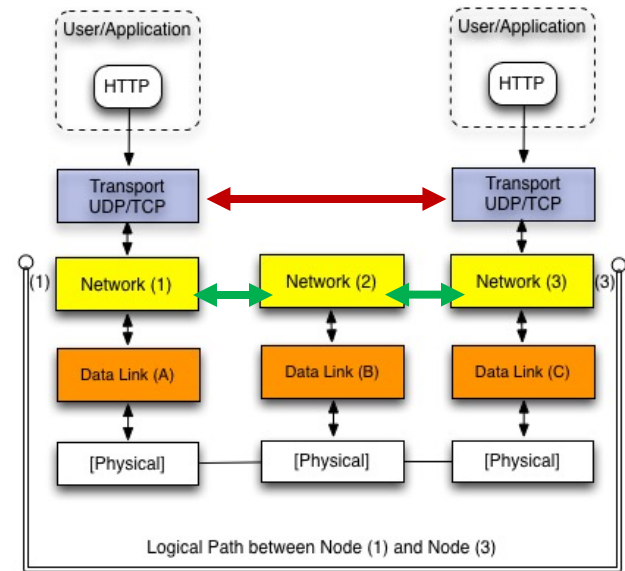 User/Application
User/Application
HTTP
HTTP
Transport
UDP/TCP
Transport
UDP/TCP
(1)
Network (1)
Network (2)
Network (3)
(3)
Data Link (A)
Data Link (B)
Data Link (C)
[Physical]
[Physical]
[Physical]
Logical Path between Node (1) and Node (3)